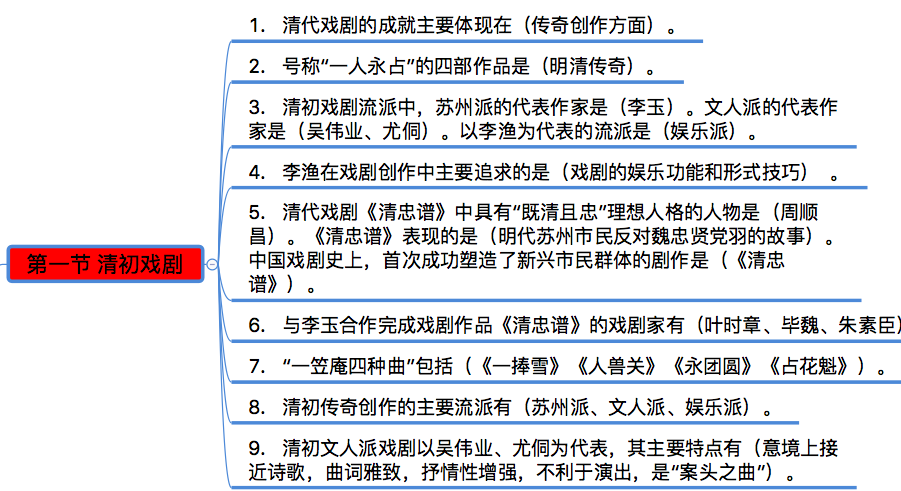 第一节 清初戏剧
1. 清代戏剧的成就主要体现在（传奇创作方面）。
2. 号称“一人永占”的四部作品是（明清传奇）。
3. 清初戏剧流派中，苏州派的代表作家是（李玉）。文人派的代表作
家是（吴伟业、尤侗）。以李渔为代表的流派是（娱乐派）。
4. 李渔在戏剧创作中主要追求的是（戏剧的娱乐功能和形式技巧） 。
5. 清代戏剧《清忠谱》中具有“既清且忠”理想人格的人物是（周顺
昌）。《清忠谱》表现的是（明代苏州市民反对魏忠贤党羽的故事）。
中国戏剧史上，首次成功塑造了新兴市民群体的剧作是（《清忠
谱》）。
6. 与李玉合作完成戏剧作品《清忠谱》的戏剧家有（叶时章、毕魏、朱素臣）
7. “一笠庵四种曲”包括（《一捧雪》《人兽关》《永团圆》《占花魁》）。
8. 清初传奇创作的主要流派有（苏州派、文人派、娱乐派）。
9. 清初文人派戏剧以吴伟业、尤侗为代表，其主要特点有（意境上接
近诗歌，曲词雅致，抒情性增强，不利于演出，是“案头之曲”）。